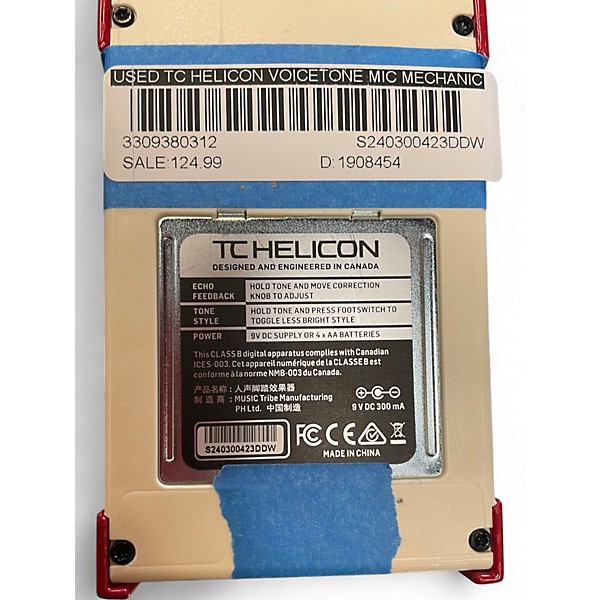 USED TC HELICON VOICETONE MIC MECHANIC
3309380312 S240300423DDW
SALE:124.99 D: 1908454
TC HELICON
DESIGNED AND ENGINEERED IN CANADA
ECHO FEEDBACK HOLD TONE AND MOVE CORRECTION
KNOB TO ADJUST
TONE STYLE HOLD TONE AND PRESS FOOTSWITCH TO
TOGGLE LESS BRIGHT STYLE
POWER 9V DC SUPPLY OR 4 x AA BATTERIES
This CLASS B digital apparatus complies with Canadian
ICES-003. Cet appareil numérique de la CLASSE B est
conforme à la norme NMB-003 du Canada.
产品名称：人声脚踏效果器
制造商：MUSIC Tribe Manufacturing
PH Ltd. 中国制造
9 V DC 300 mA
S240300423DDW
FC CE
MADE IN CHINA